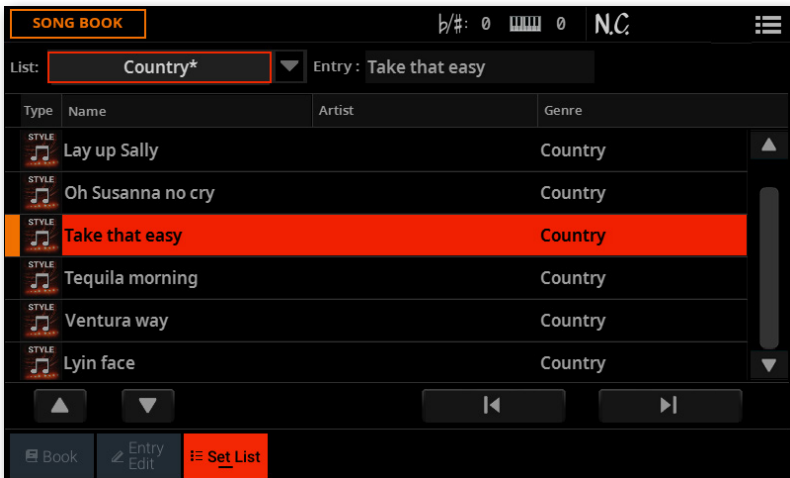 SONG BOOK ♭/♯: 0 0 N.C.
List: Country* Entry: Take that easy
Type Name Artist Genre
STYLE Lay up Sally Country
STYLE Oh Susanna no cry Country
STYLE Take that easy Country
STYLE Tequila morning Country
STYLE Ventura way Country
STYLE Lyin face Country
Book Entry Edit Set List